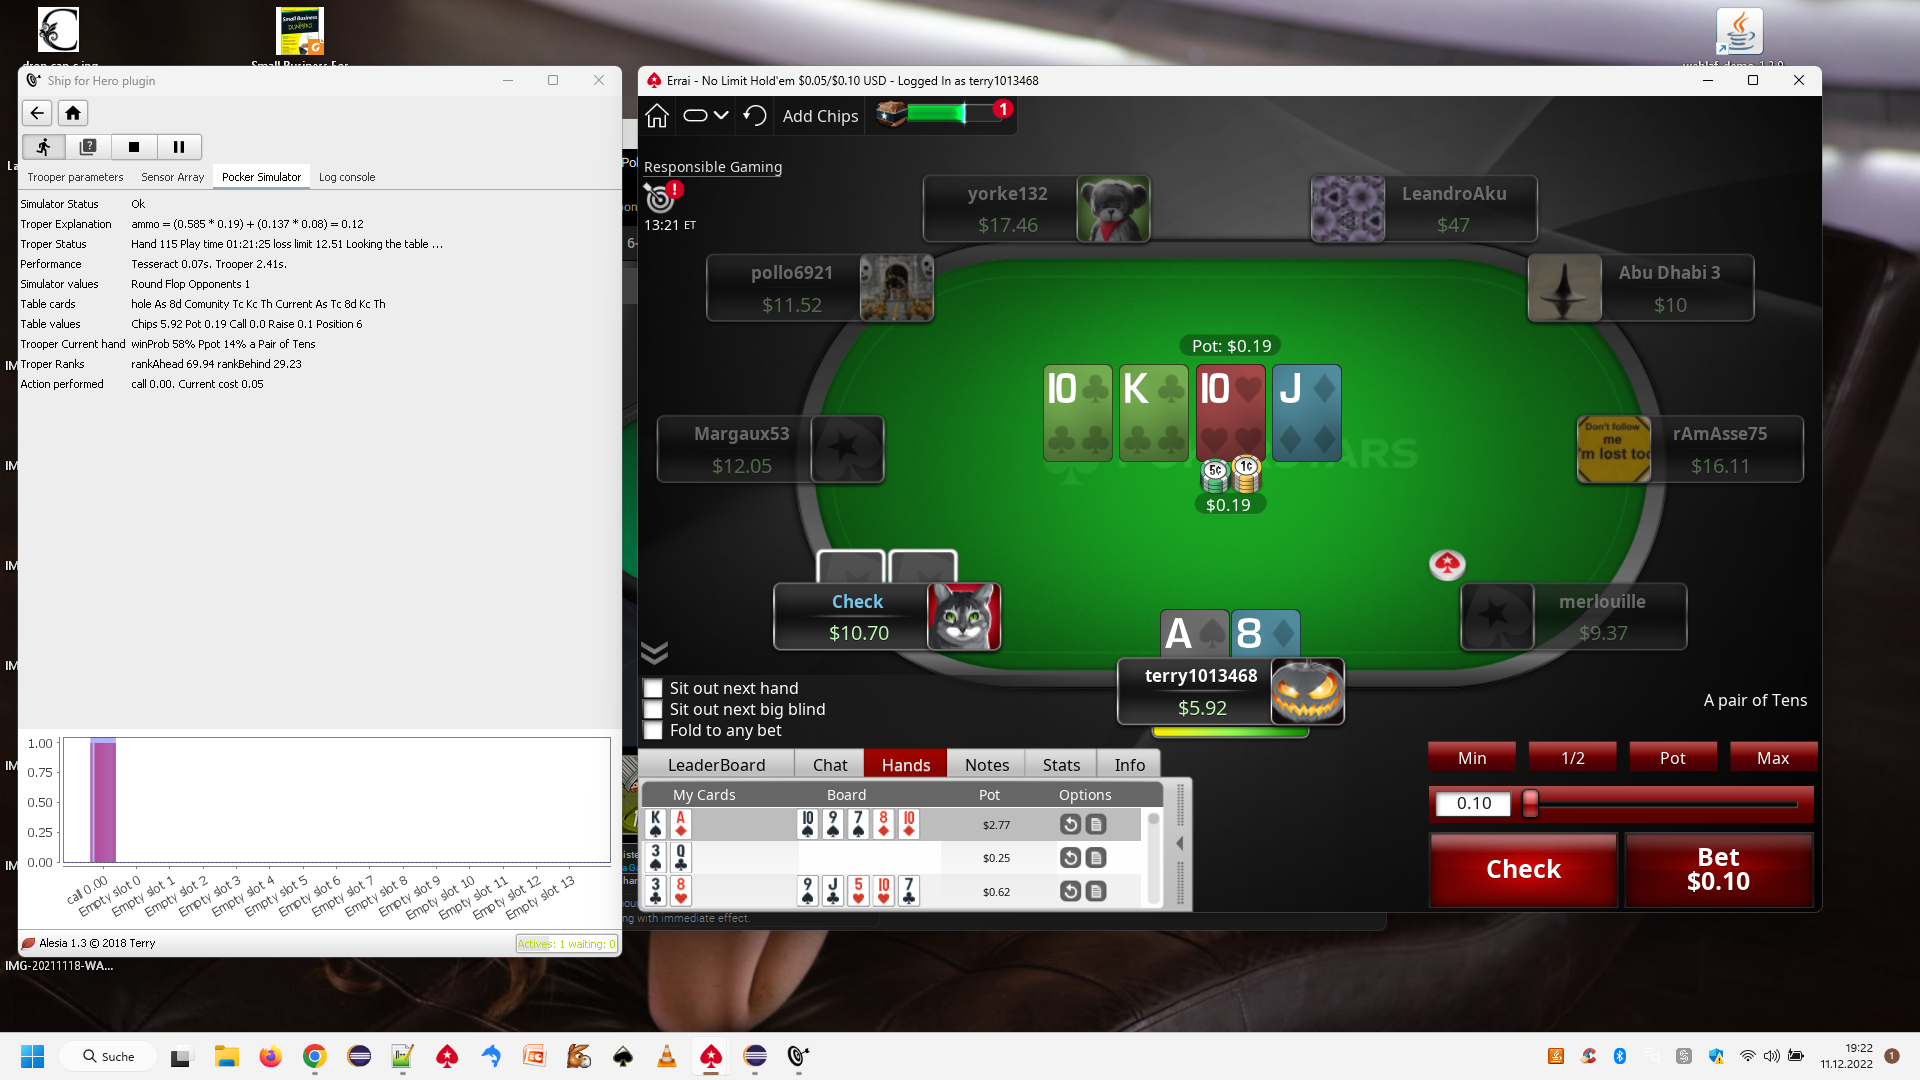 Small Business For
Ship for Hero plugin
Trooper parameters
Sensor Array
Pocker Simulator
Log console
Simulator Status Ok
Troper Explanation ammo = (0.585 * 0.19) + (0.137 * 0.08) = 0.12
Troper Status Hand 115 Play time 01:21:25 loss limit 12.51 Looking the table ...
Performance Tesseract 0.07s. Trooper 2.41s.
Simulator values Round Flop Opponents 1
Table cards hole As 8d Comunity Tc Kc Th Current As Tc 8d Kc Th
Table values Chips 5.92 Pot 0.19 Call 0.0 Raise 0.1 Position 6
Trooper Current hand winProb 58% Ppot 14% a Pair of Tens
Troper Ranks rankAhead 69.94 rankBehind 29.23
Action performed call 0.00. Current cost 0.05
1.00
0.75
0.50
0.25
0.00
call 0.00
Empty slot 0
Empty slot 1
Empty slot 2
Empty slot 3
Empty slot 4
Empty slot 5
Empty slot 6
Empty slot 7
Empty slot 8
Empty slot 9
Empty slot 10
Empty slot 11
Empty slot 12
Empty slot 13
Alesia 1.3 © 2018 Terry
Actives: 1 waiting: 0
IMG-20211118-WA...
Errai - No Limit Hold'em $0.05/$0.10 USD - Logged In as terry1013468
Add Chips
1
Responsible Gaming
13:21 ET
yorke132
$17.46
LeandroAku
$47
pollo6921
$11.52
Abu Dhabi 3
$10
Pot: $0.19
10 K 10 J
Margaux53
$12.05
Don't follow
me
I'm lost too
rAmAsse75
$16.11
5¢ 1¢
$0.19
Check
$10.70
A 8
terry1013468
$5.92
merlouille
$9.37
Sit out next hand
Sit out next big blind
Fold to any bet
A pair of Tens
LeaderBoard
Chat
Hands
Notes
Stats
Info
My Cards Board Pot Options
K A 10 9 7 8 10 $2.77
3 Q $0.25
3 8 9 J 5 10 7 $0.62
Min
1/2
Pot
Max
0.10
Check
Bet
$0.10
ng with immediate effect.
Suche
19:22
11.12.2022
1